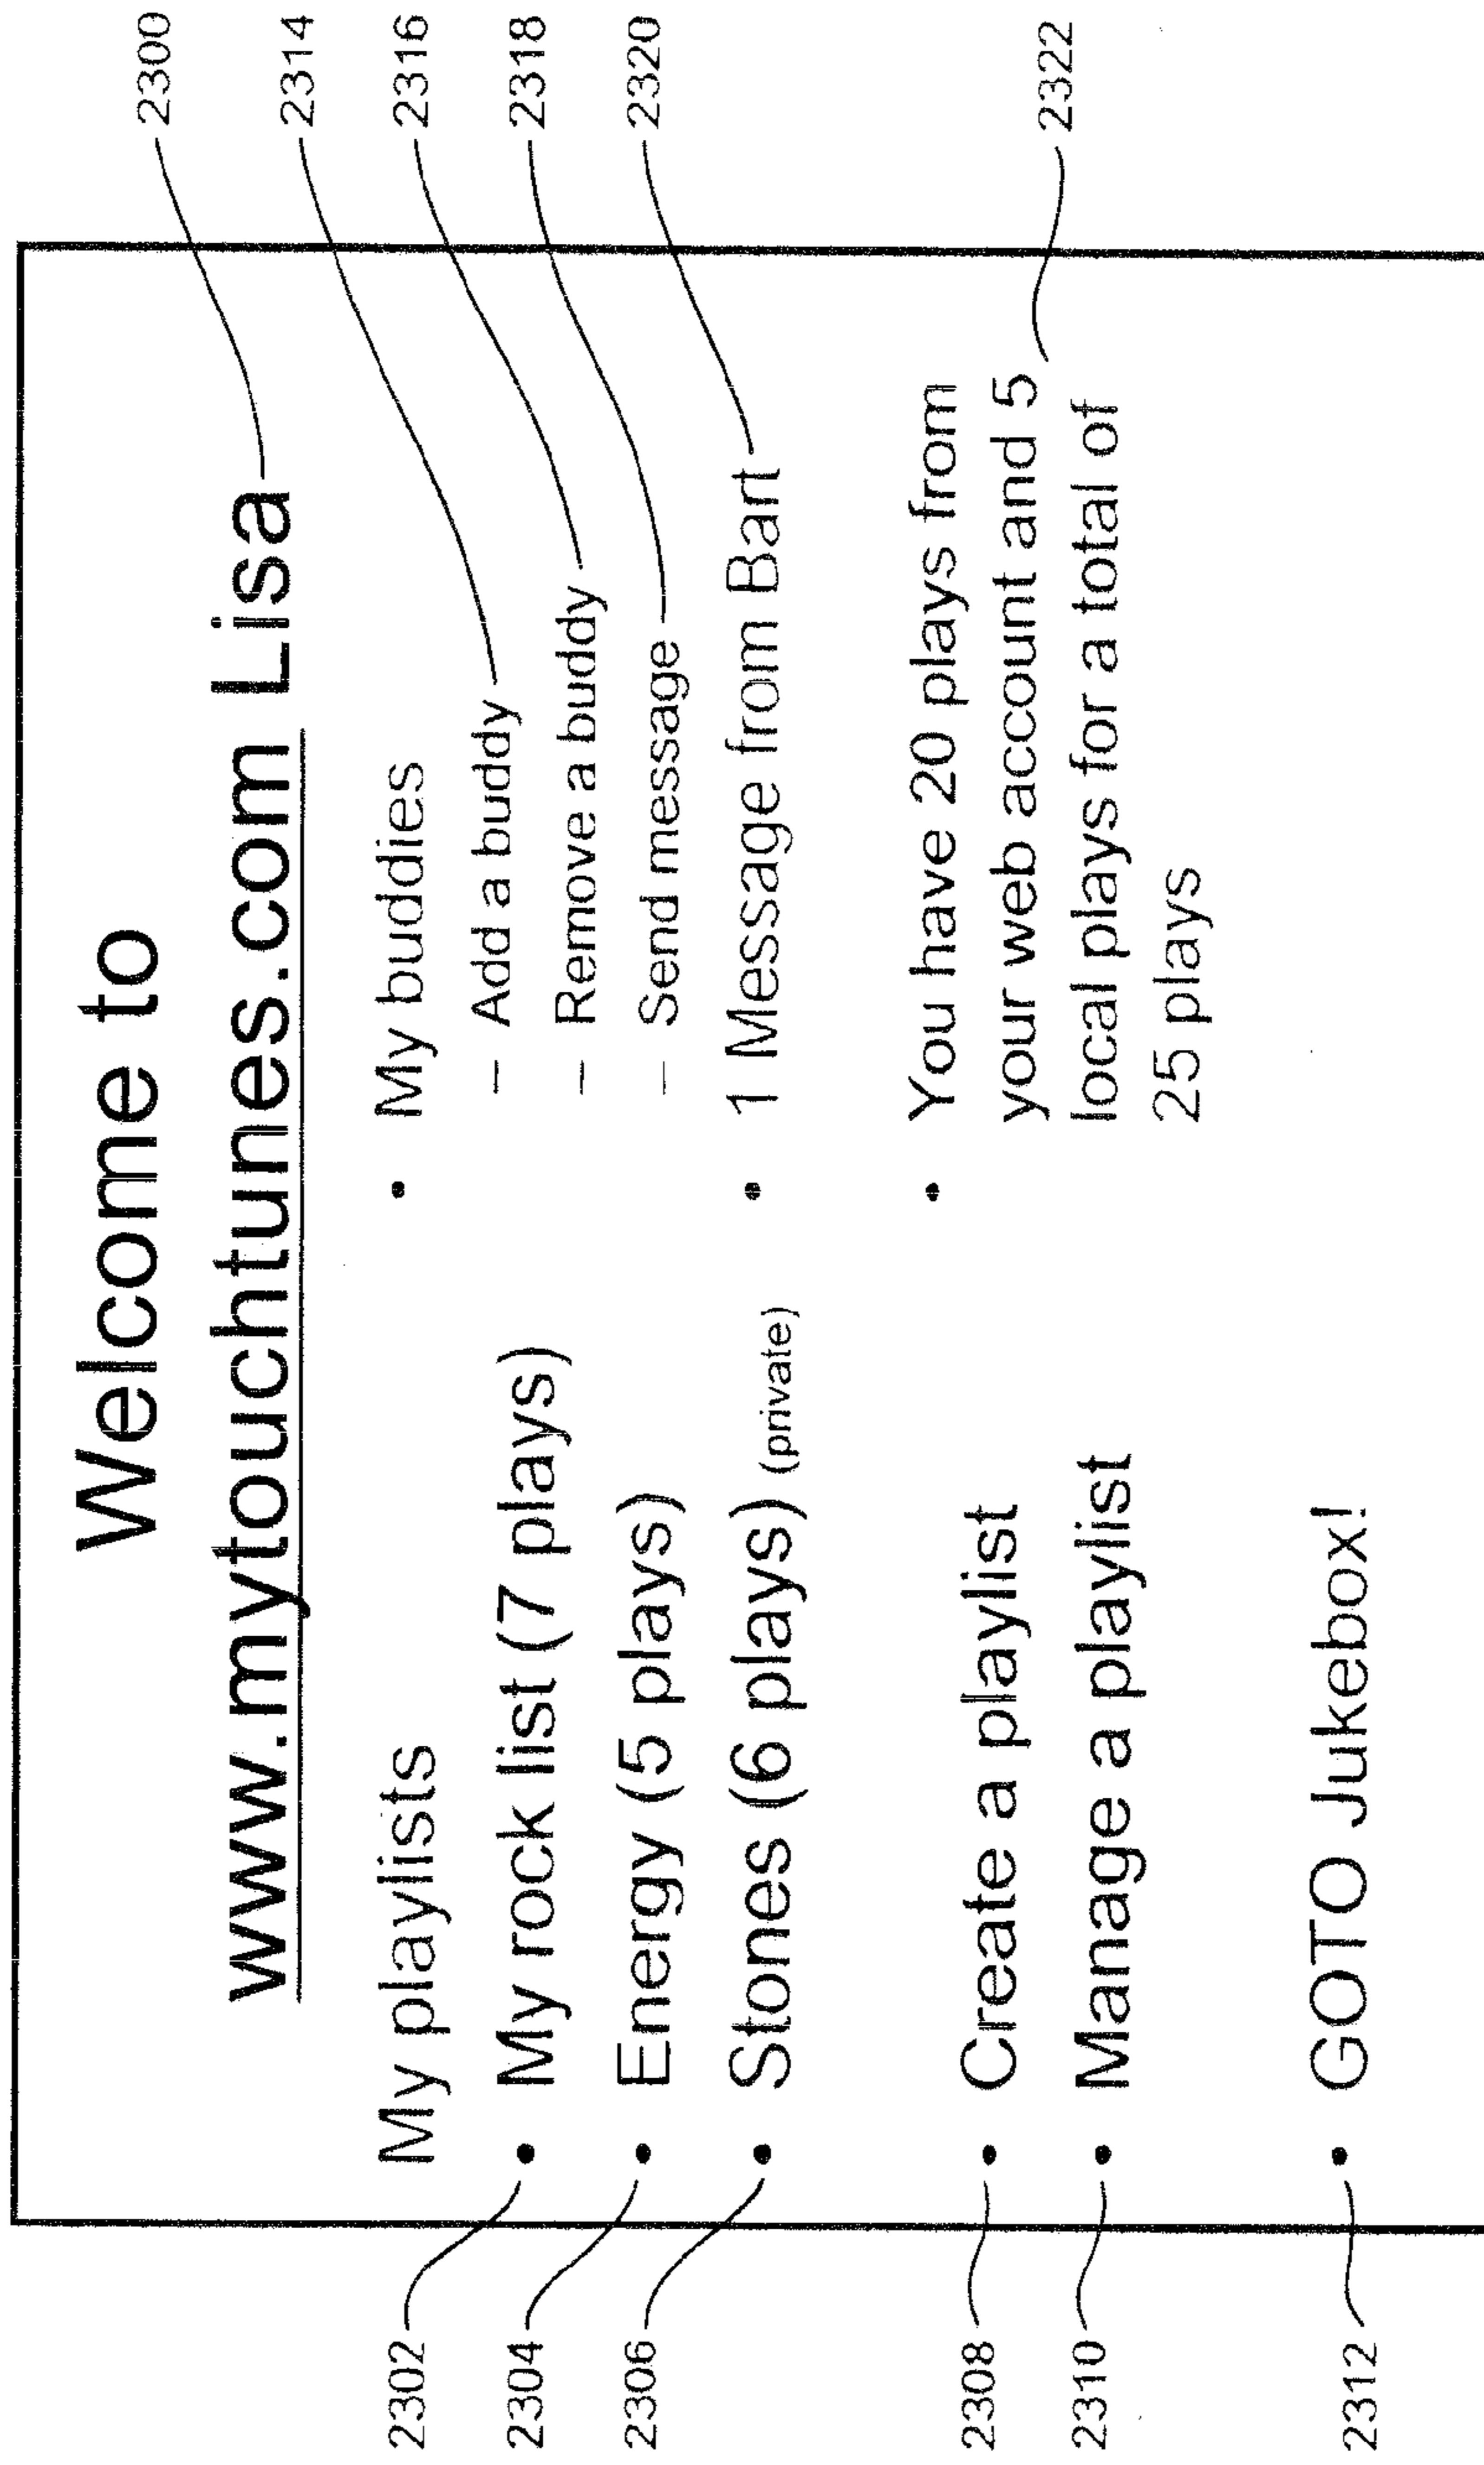 Welcome to
www.mytouchtunes.com Lisa
2300
My playlists
2302
• My rock list (7 plays)
2304
• Energy (5 plays)
2306
• Stones (6 plays) (private)
2308
• Create a playlist
2310
• Manage a playlist
2312
• GOTO Jukebox!
• My buddies
– Add a buddy
2314
– Remove a buddy
2316
– Send message
2318
• 1 Message from Bart
2320
• You have 20 plays from
your web account and 5
local plays for a total of
25 plays
2322